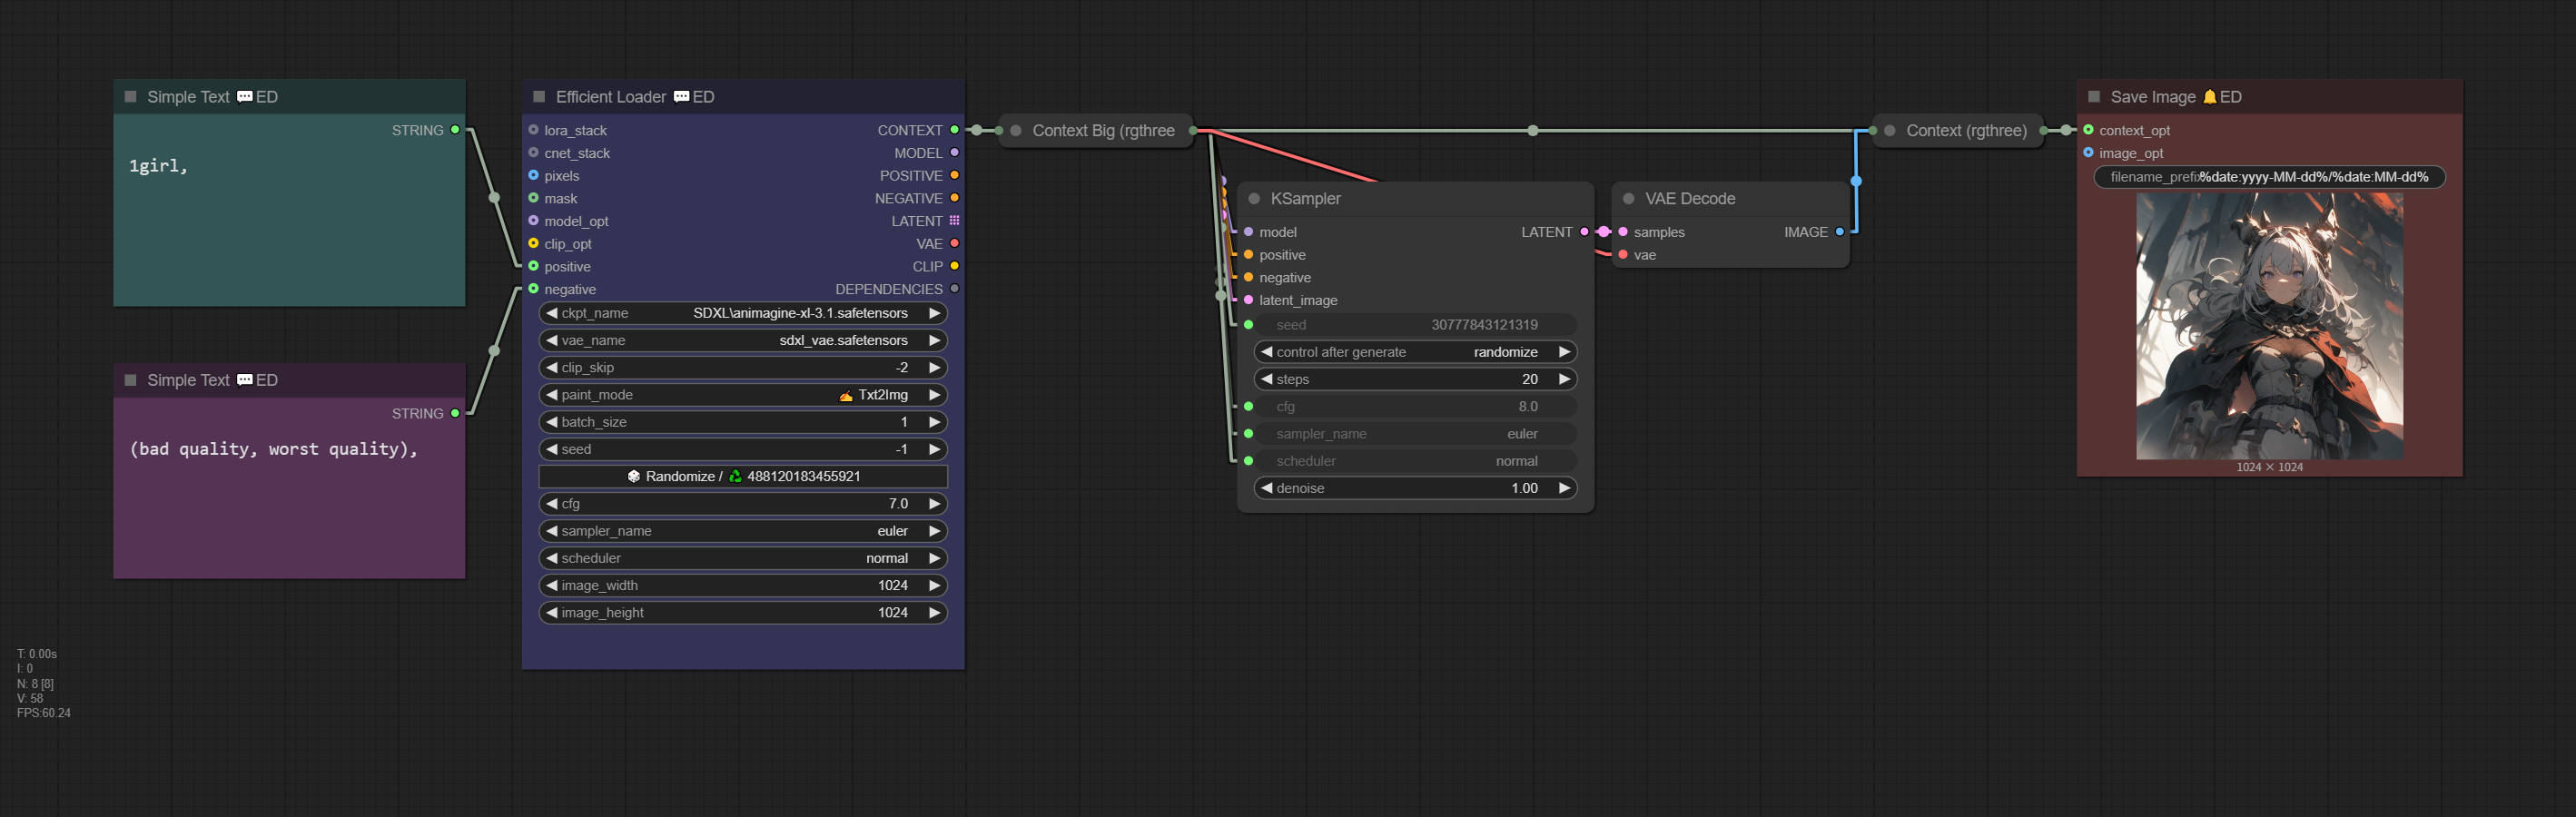 Simple Text 💬ED
STRING
1girl,
Simple Text 💬ED
STRING
(bad quality, worst quality),
T: 0.00s
I: 0
N: 8 [8]
V: 58
FPS:60.24
Efficient Loader 💬ED
lora_stack CONTEXT
cnet_stack MODEL
pixels POSITIVE
mask NEGATIVE
model_opt LATENT
clip_opt VAE
positive CLIP
negative DEPENDENCIES
ckpt_name SDXL\animagine-xl-3.1.safetensors
vae_name sdxl_vae.safetensors
clip_skip -2
paint_mode ✍ Txt2Img
batch_size 1
seed -1
🎲 Randomize / ♻ 488120183455921
cfg 7.0
sampler_name euler
scheduler normal
image_width 1024
image_height 1024
Context Big (rgthree
KSampler
model LATENT
positive
negative
latent_image
seed 30777843121319
control after generate randomize
steps 20
cfg 8.0
sampler_name euler
scheduler normal
denoise 1.00
VAE Decode
samples IMAGE
vae
Context (rgthree)
Save Image 🔔ED
context_opt
image_opt
filename_prefix %date:yyyy-MM-dd%/%date:MM-dd%
1024 × 1024